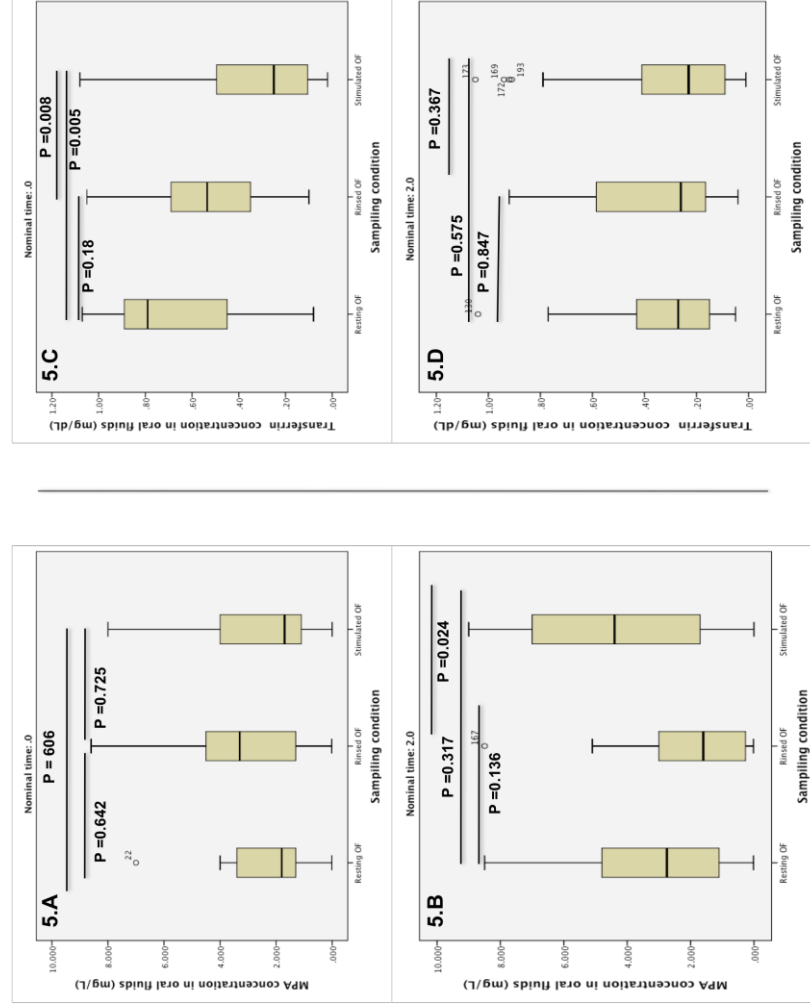 5.A
Nominal time: .0
P = 606
P =0.642
P =0.725
22
MPA concentration in oral fluids (mg/L)
10.000
8.000
6.000
4.000
2.000
.000
Resting OF
Rinsed OF
Stimulated OF
Sampiling condition
5.B
Nominal time: 2.0
P =0.024
P =0.317
P =0.136
167
MPA concentration in oral fluids (mg/L)
10.000
8.000
6.000
4.000
2.000
.000
Resting OF
Rinsed OF
Stimulated OF
Sampiling condition
5.C
Nominal time: .0
P =0.008
P =0.005
P =0.18
Transferrin concentration in oral fluids (mg/dL)
1.20
1.00
.80
.60
.40
.20
.00
Resting OF
Rinsed OF
Stimulated OF
Sampiling condition
5.D
Nominal time: 2.0
P =0.367
P =0.575
P =0.847
130
173
169
172
193
Transferrin concentration in oral fluids (mg/dL)
1.20
1.00
.80
.60
.40
.20
.00
Resting OF
Rinsed OF
Stimulated OF
Sampiling condition